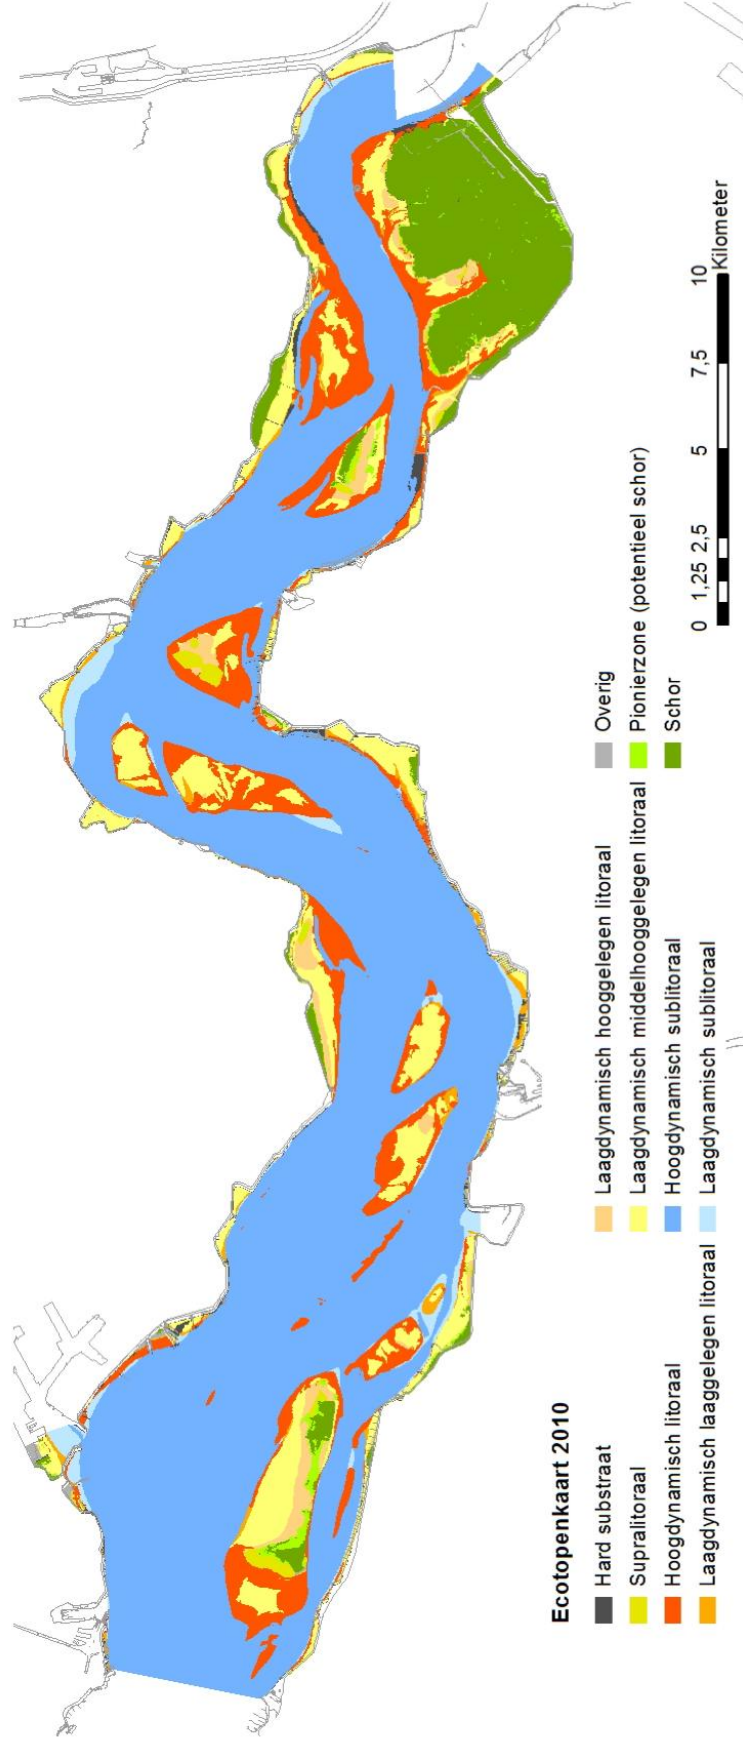 Ecotopenkaart 2010
Hard substraat
Supralitoraal
Hoogdynamisch litoraal
Laagdynamisch laaggelegen litoraal
Laagdynamisch hooggelegen litoraal
Laagdynamisch middelhooggelegen litoraal
Hoogdynamisch sublitoraal
Laagdynamisch sublitoraal
Overig
Pionierzone (potentieel schor)
Schor
0 1,25 2,5 5 7,5 10
Kilometer